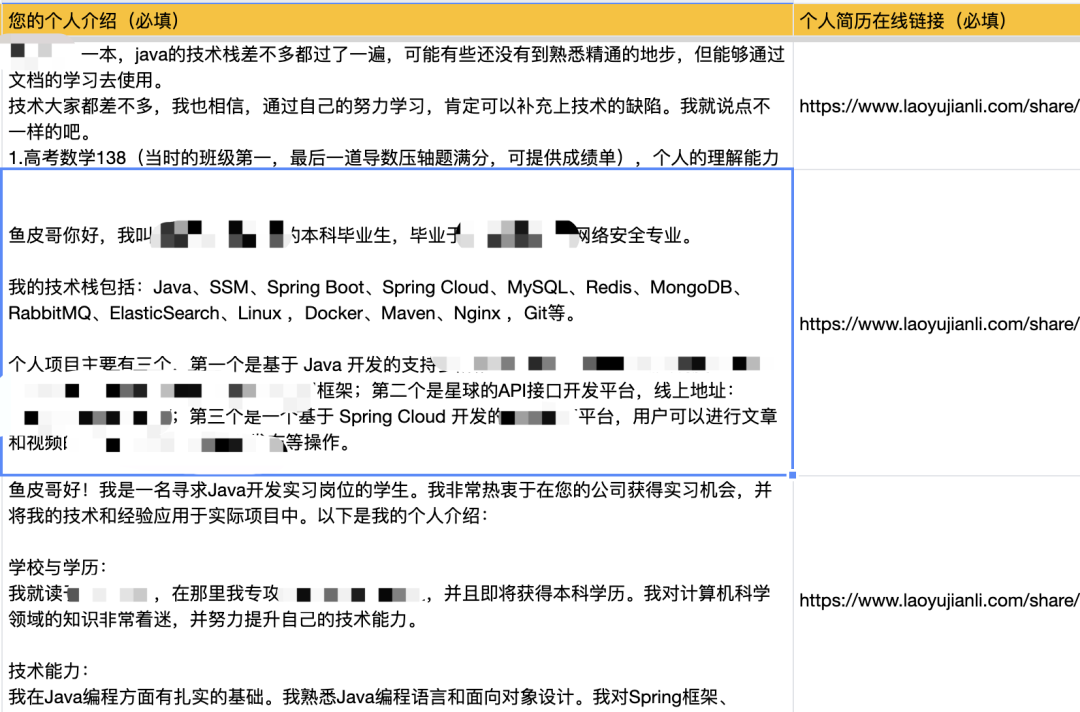 您的个人介绍（必填）
个人简历在线链接（必填）
一本，java的技术栈差不多都过了一遍，可能有些还没有到熟悉精通的地步，但能够通过
文档的学习去使用。
技术大家都差不多，我也相信，通过自己的努力学习，肯定可以补充上技术的缺陷。我就说点不
一样的吧。
1.高考数学138（当时的班级第一，最后一道导数压轴题满分，可提供成绩单），个人的理解能力
https://www.laoyujianli.com/share/
鱼皮哥你好，我叫 的本科毕业生，毕业于 网络安全专业。
我的技术栈包括：Java、SSM、Spring Boot、Spring Cloud、MySQL、Redis、MongoDB、
RabbitMQ、ElasticSearch、Linux ，Docker、Maven、Nginx ，Git等。
个人项目主要有三个，第一个是基于 Java 开发的支持
框架；第二个是星球的API接口开发平台，线上地址：
；第三个是一个基于 Spring Cloud 开发的 平台，用户可以进行文章
和视频 等操作。
https://www.laoyujianli.com/share/
鱼皮哥好！我是一名寻求Java开发实习岗位的学生。我非常热衷于在您的公司获得实习机会，并
将我的技术和经验应用于实际项目中。以下是我的个人介绍：
学校与学历：
我就读 ，在那里我专攻 ，并且即将获得本科学历。我对计算机科学
领域的知识非常着迷，并努力提升自己的技术能力。
技术能力：
我在Java编程方面有扎实的基础。我熟悉Java编程语言和面向对象设计。我对Spring框架、
https://www.laoyujianli.com/share/